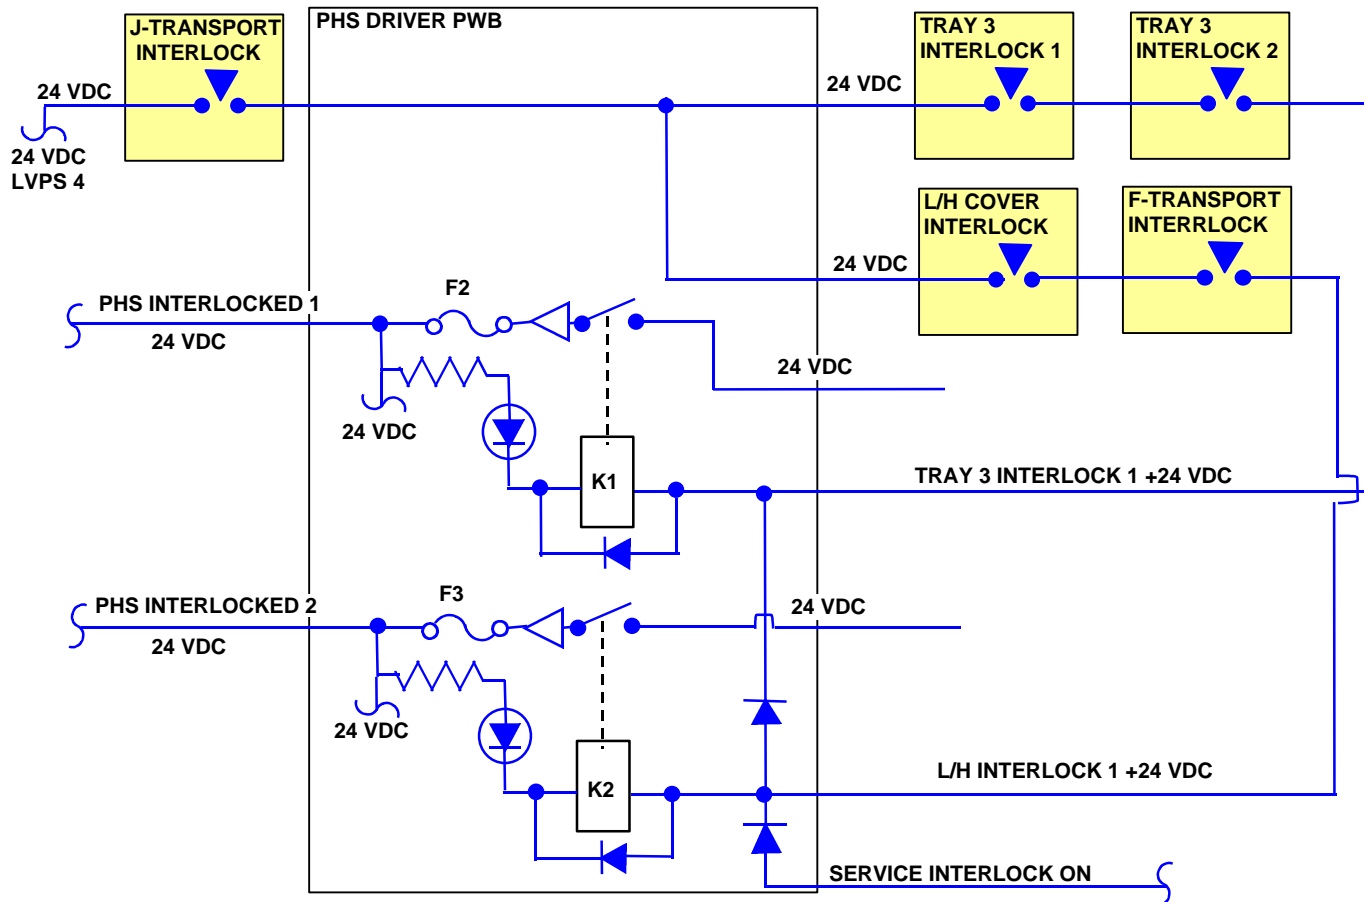 J-TRANSPORT
INTERLOCK
PHS DRIVER PWB
TRAY 3
INTERLOCK 1
TRAY 3
INTERLOCK 2
24 VDC
24 VDC
24 VDC
LVPS 4
L/H COVER
INTERLOCK
F-TRANSPORT
INTERRLOCK
24 VDC
F2
PHS INTERLOCKED 1
24 VDC
24 VDC
24 VDC
K1
TRAY 3 INTERLOCK 1 +24 VDC
F3
PHS INTERLOCKED 2
24 VDC
24 VDC
24 VDC
K2
L/H INTERLOCK 1 +24 VDC
SERVICE INTERLOCK ON